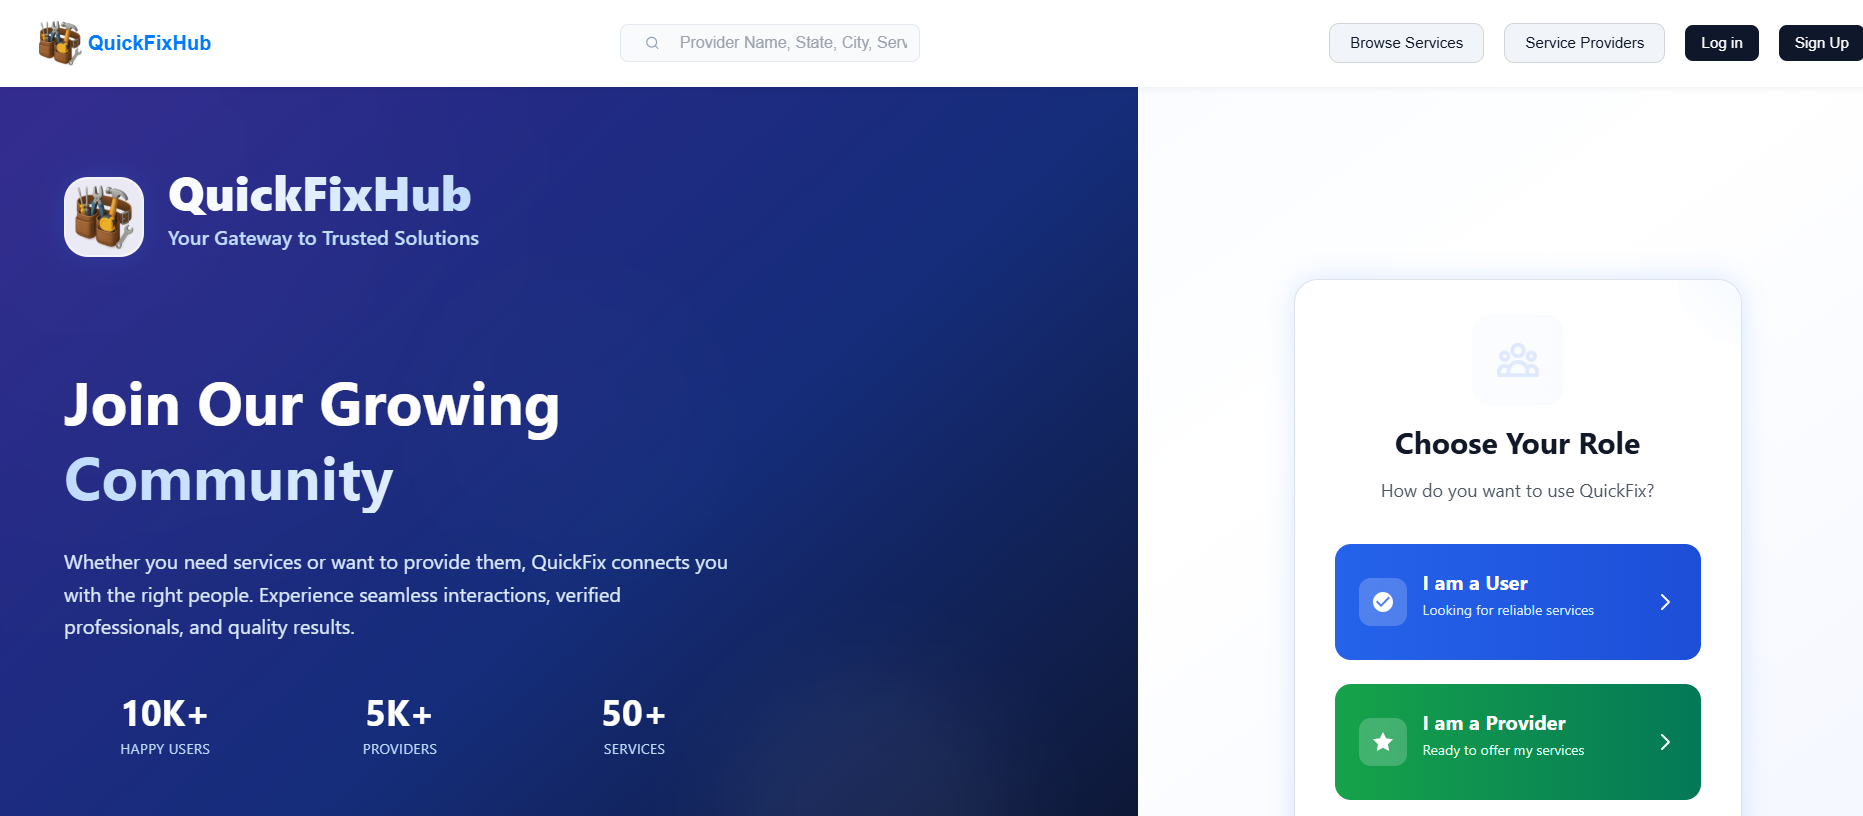 QuickFixHub
Provider Name, State, City, Serv
Browse Services
Service Providers
Log in
Sign Up
QuickFixHub
Your Gateway to Trusted Solutions
Join Our Growing
Community
Whether you need services or want to provide them, QuickFix connects you
with the right people. Experience seamless interactions, verified
professionals, and quality results.
10K+
HAPPY USERS
5K+
PROVIDERS
50+
SERVICES
Choose Your Role
How do you want to use QuickFix?
I am a User
Looking for reliable services
I am a Provider
Ready to offer my services